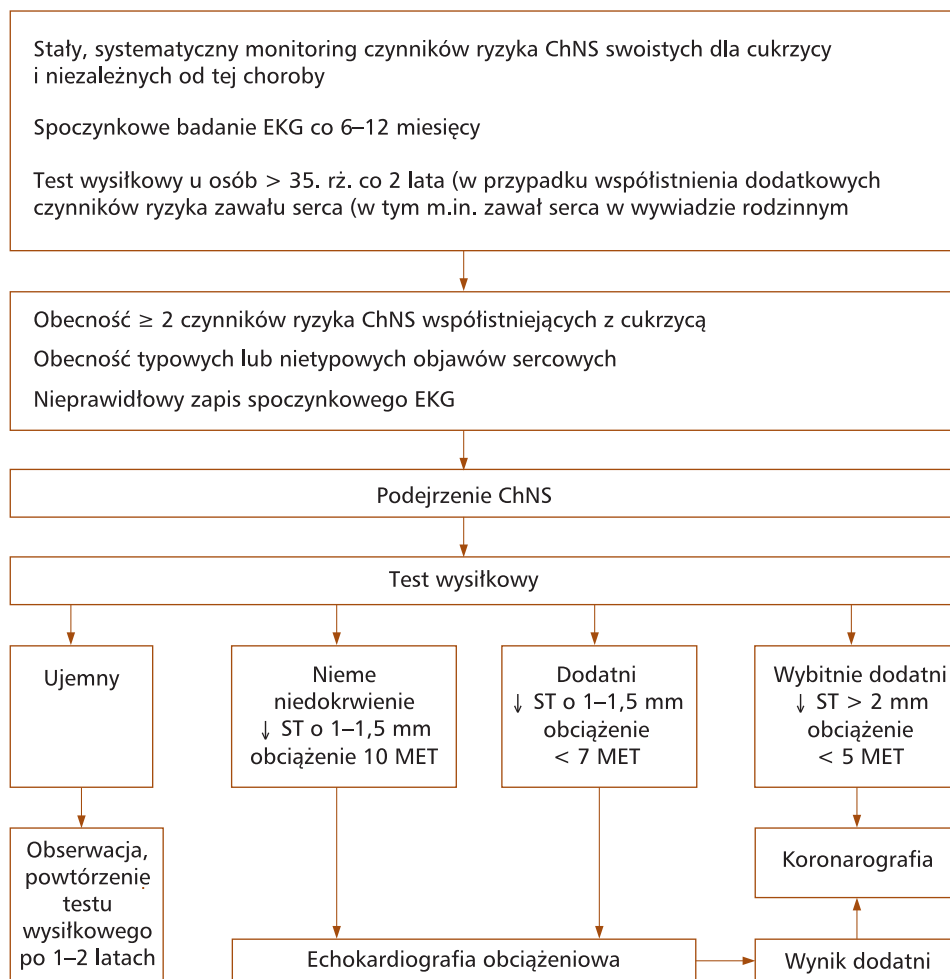 Stały, systematyczny monitoring czynników ryzyka ChNS swoistych dla cukrzycy
i niezależnych od tej choroby
Spoczynkowe badanie EKG co 6–12 miesięcy
Test wysiłkowy u osób > 35. rż. co 2 lata (w przypadku współistnienia dodatkowych
czynników ryzyka zawału serca (w tym m.in. zawał serca w wywiadzie rodzinnym
Obecność ≥ 2 czynników ryzyka ChNS współistniejących z cukrzycą
Obecność typowych lub nietypowych objawów sercowych
Nieprawidłowy zapis spoczynkowego EKG
Podejrzenie ChNS
Test wysiłkowy
Ujemny
Nieme
niedokrwienie
↓ ST o 1–1,5 mm
obciążenie 10 MET
Dodatni
↓ ST o 1–1,5 mm
obciążenie
< 7 MET
Wybitnie dodatni
↓ ST > 2 mm
obciążenie
< 5 MET
Obserwacja,
powtórzenie
testu
wysiłkowego
po 1–2 latach
Koronarografia
Echokardiografia obciążeniowa
Wynik dodatni